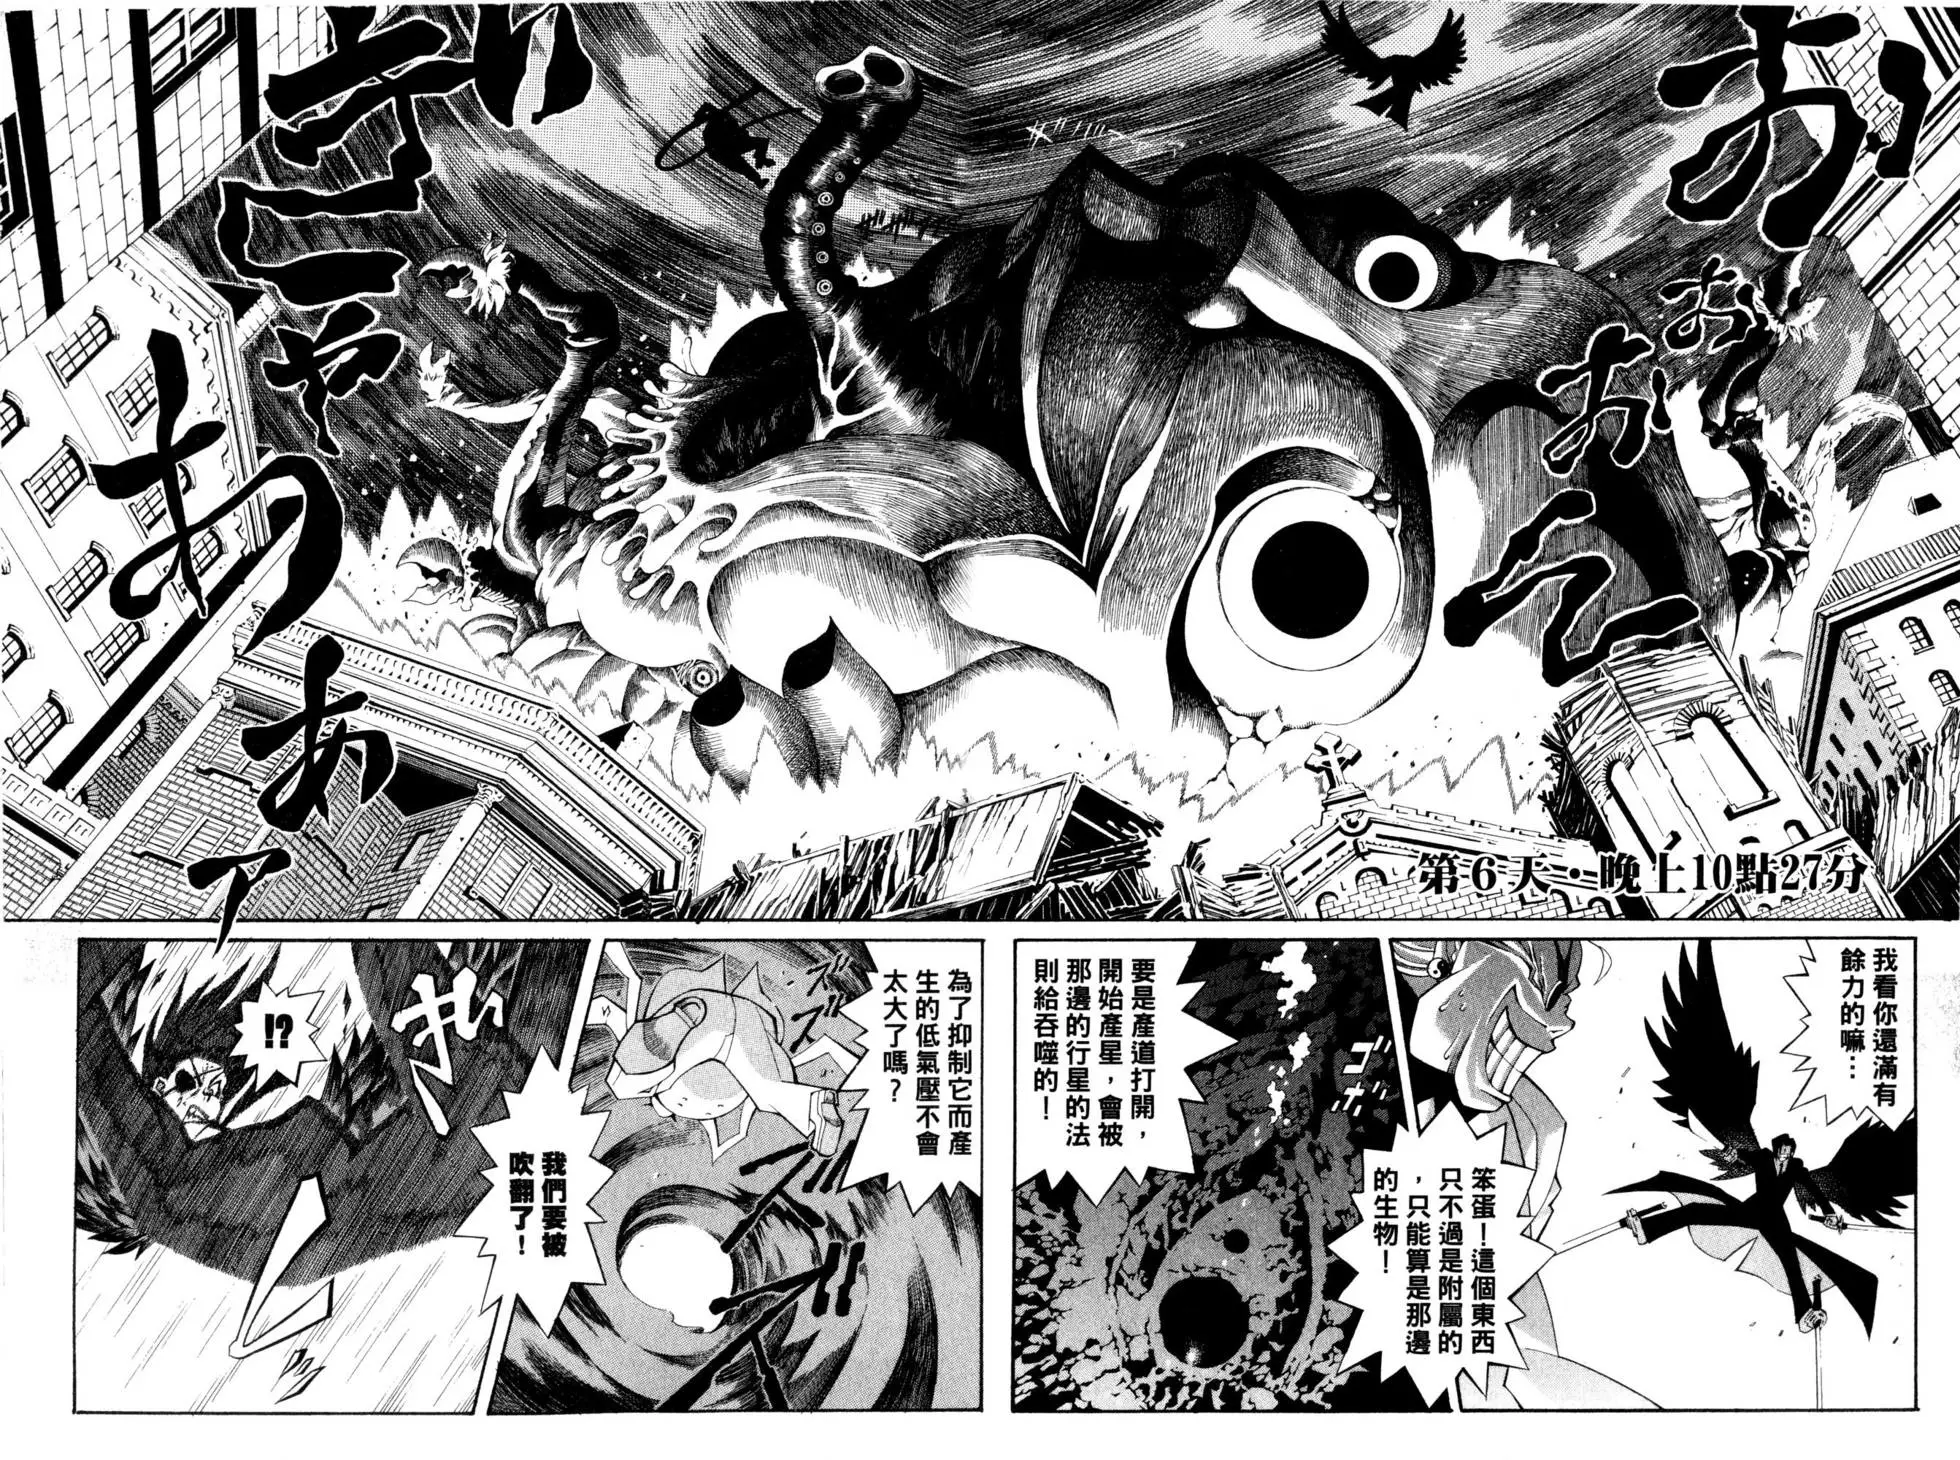 おおおおおん
おぎゃああァ
第6天·晚上10點27分
我看你還滿有
餘力的嘛…
笨蛋！這個東西
只不過是附屬的
，只能算是那邊
的生物！
要是產道打開，
開始產星，會被
那邊的行星的法
則給吞噬的！
為了抑制它而產
生的低氣壓不會
太大了嗎？
我們要被
吹翻了！
!?